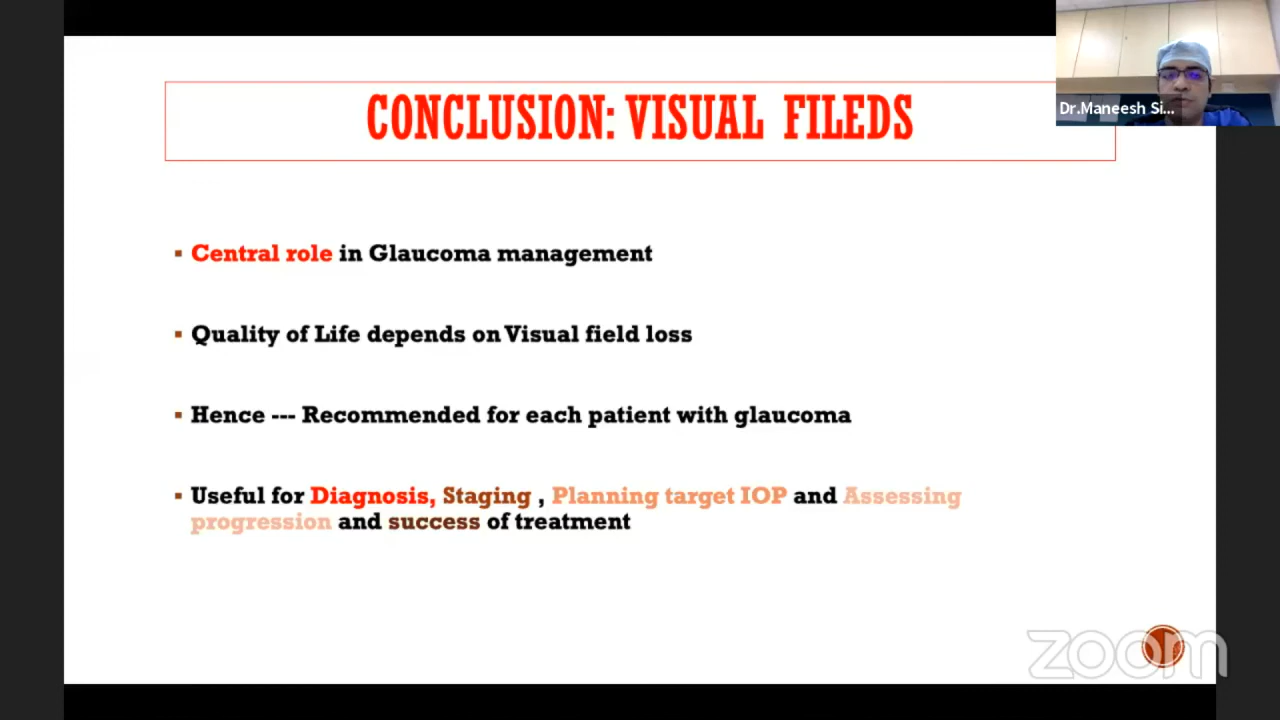 CONCLUSION: VISUAL FILEDS
Dr.Maneesh Si...
Central role in Glaucoma management
Quality of Life depends on Visual field loss
Hence --- Recommended for each patient with glaucoma
Useful for Diagnosis, Staging , Planning target IOP and Assessing
progression and success of treatment
zoom